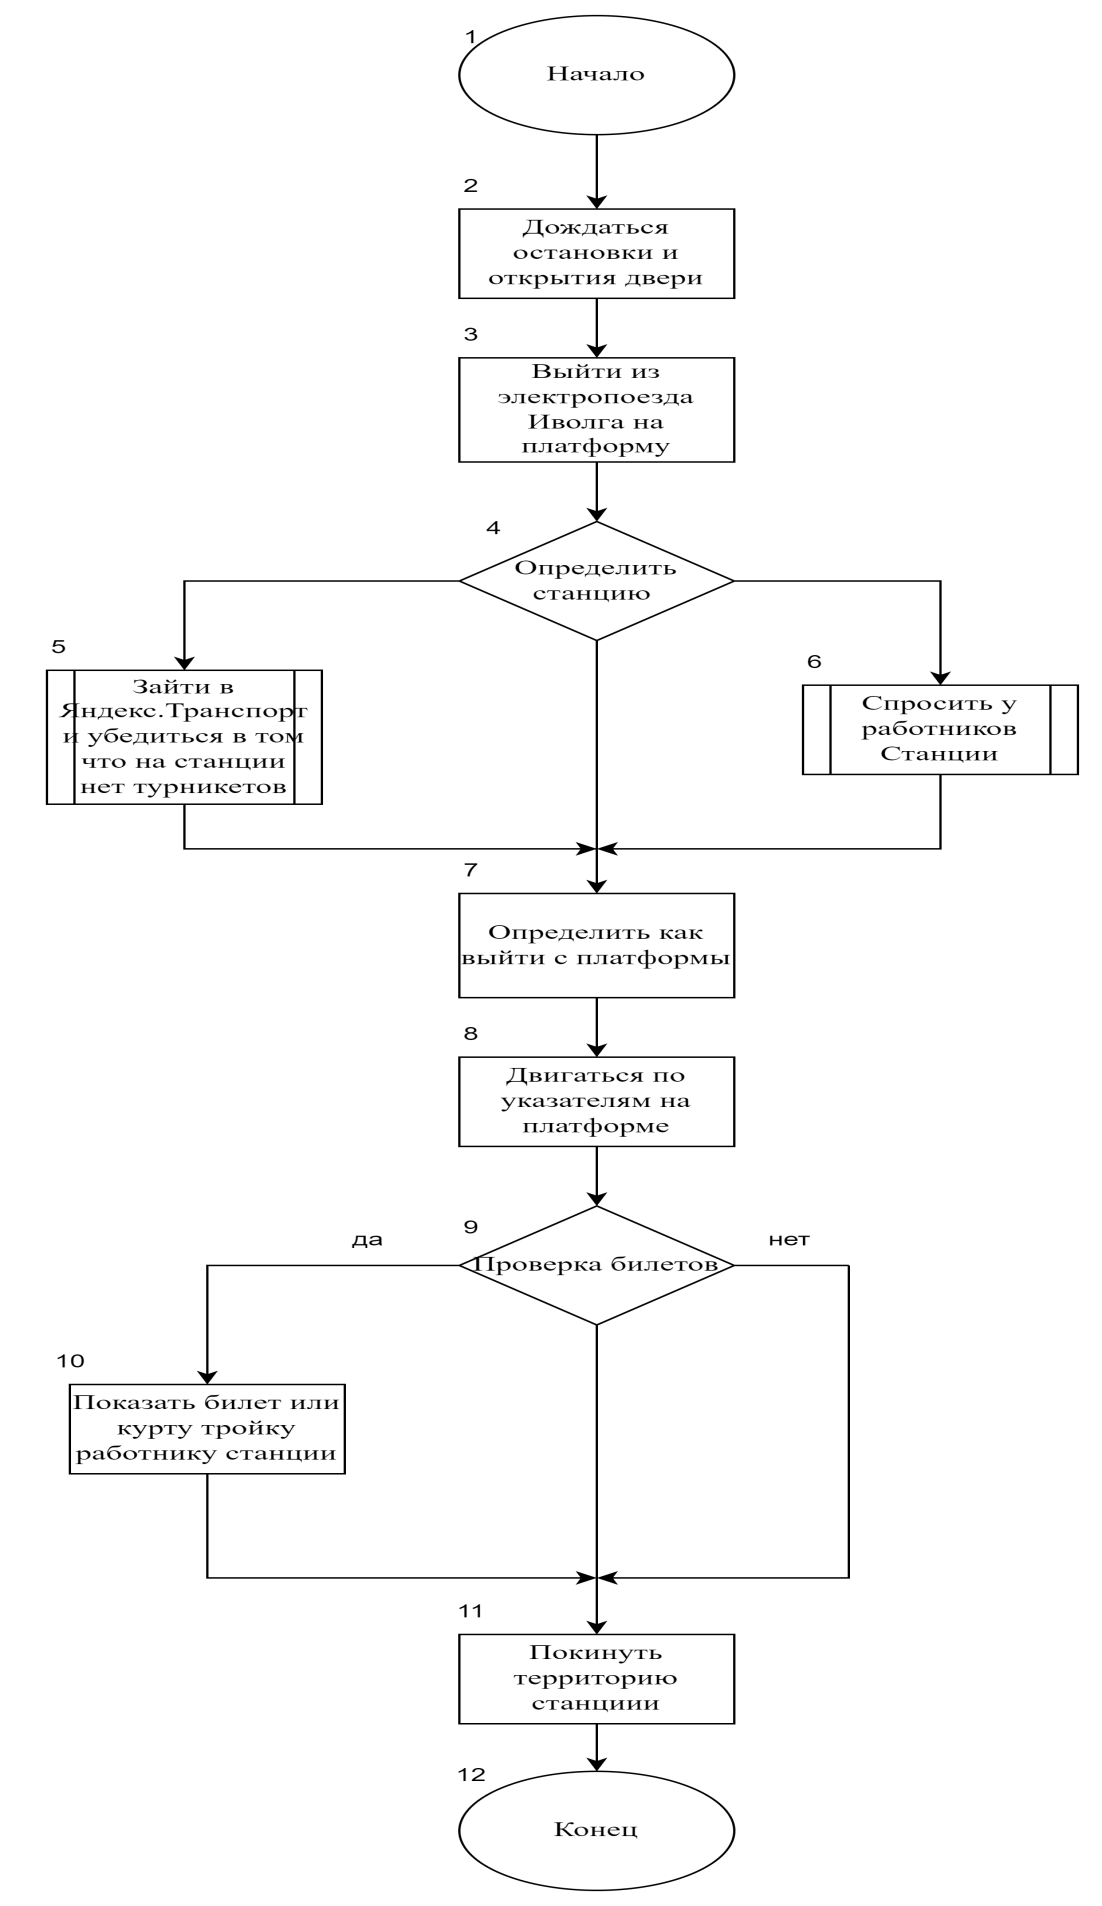 1
Начало
2
Дождаться
остановки и
открытия двери
3
Выйти из
электропоезда
Иволга на
платформу
4
Определить
станцию
5
Зайти в
Яндекс.Транспорт
и убедиться в том
что на станции
нет турникетов
6
Спросить у
работников
Станции
7
Определить как
выйти с платформы
8
Двигаться по
указателям на
платформе
9
Проверка билетов
да
нет
10
Показать билет или
курту тройку
работнику станции
11
Покинуть
территорию
станциии
12
Конец